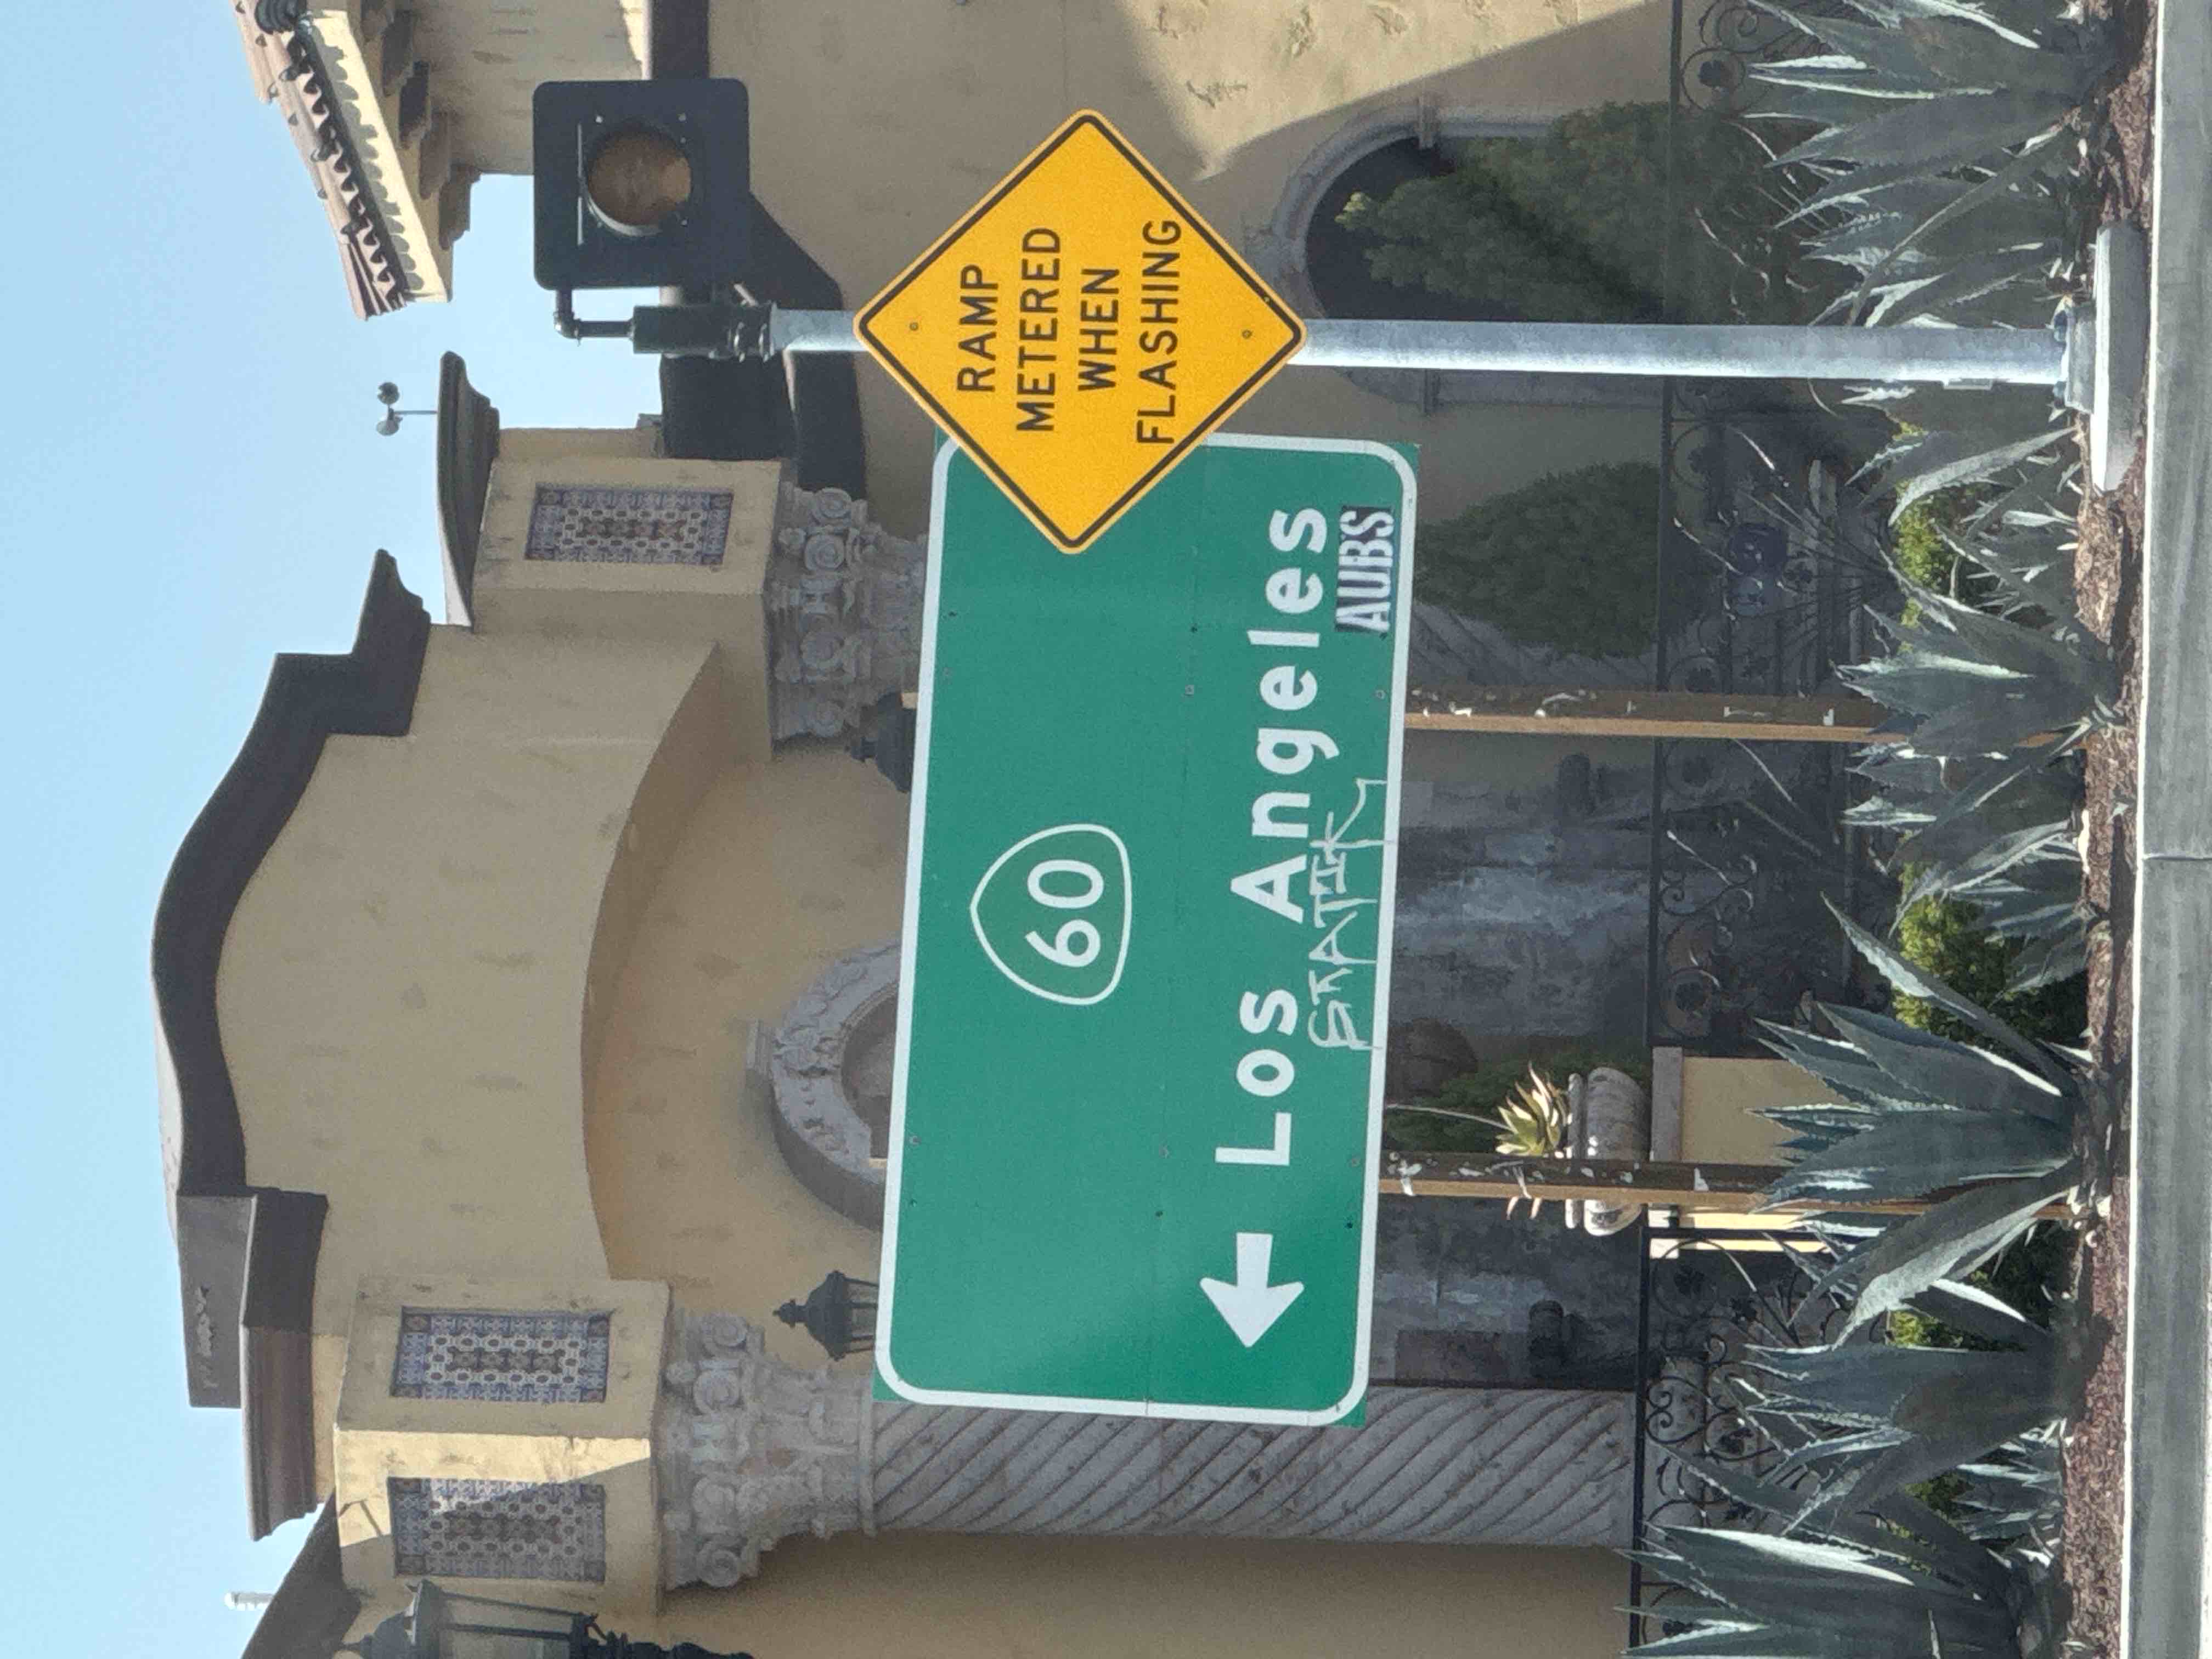 RAMP
METERED
WHEN
FLASHING
60
Los Angeles
AUBS